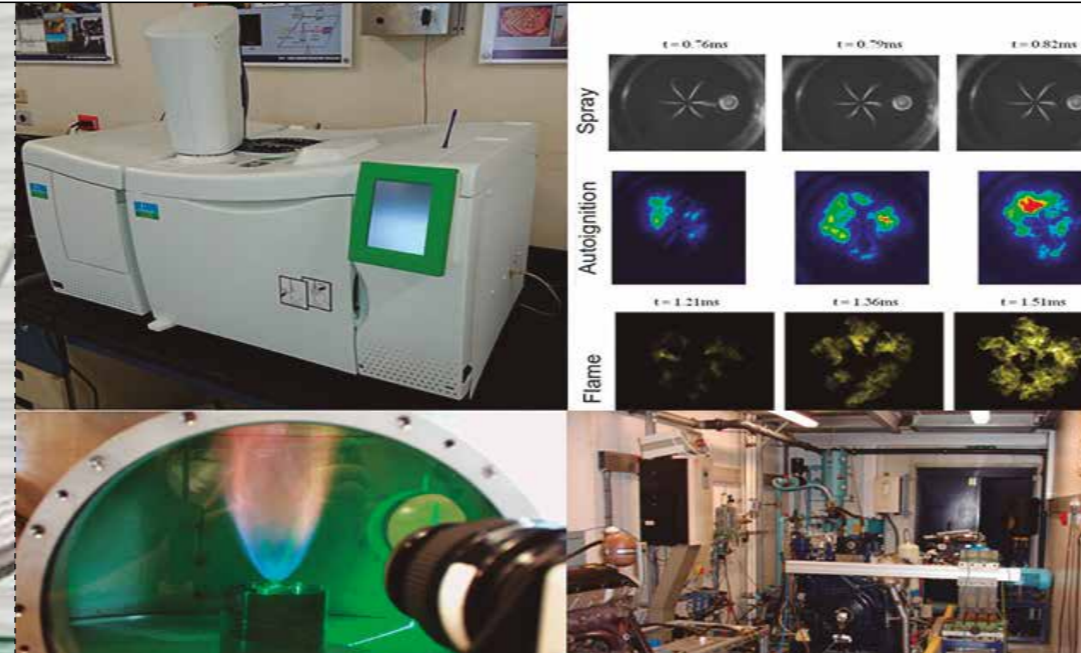 t = 0.76ms
t = 0.79ms
t = 0.82ms
Spray
Autoignition
t = 1.21ms
t = 1.36ms
t = 1.51ms
Flame